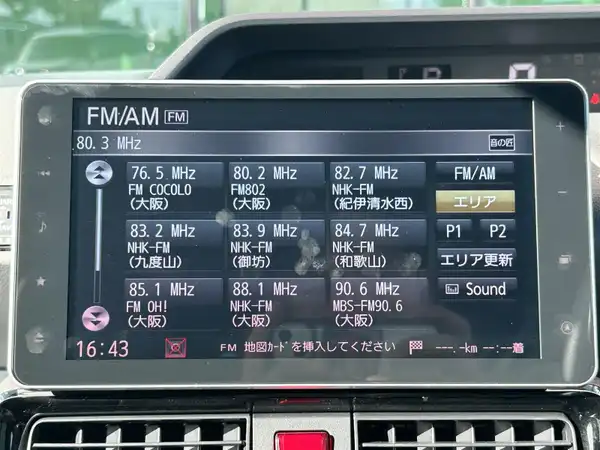 P 0
FM/AM FM
80.3 MHz 音の匠
76.5 MHz 80.2 MHz 82.7 MHz FM/AM
FM COCOLO FM802 NHK-FM
(大阪) (大阪) (紀伊清水西) エリア
83.2 MHz 83.9 MHz 84.7 MHz P1 P2
NHK-FM NHK-FM NHK-FM
(九度山) (御坊) (和歌山) エリア更新
85.1 MHz 88.1 MHz 90.6 MHz Sound
FM OH! NHK-FM MBS-FM90.6
(大阪) (大阪) (大阪)
16:43 FM 地図ｶｰﾄﾞを挿入してください ---.-km --:--着